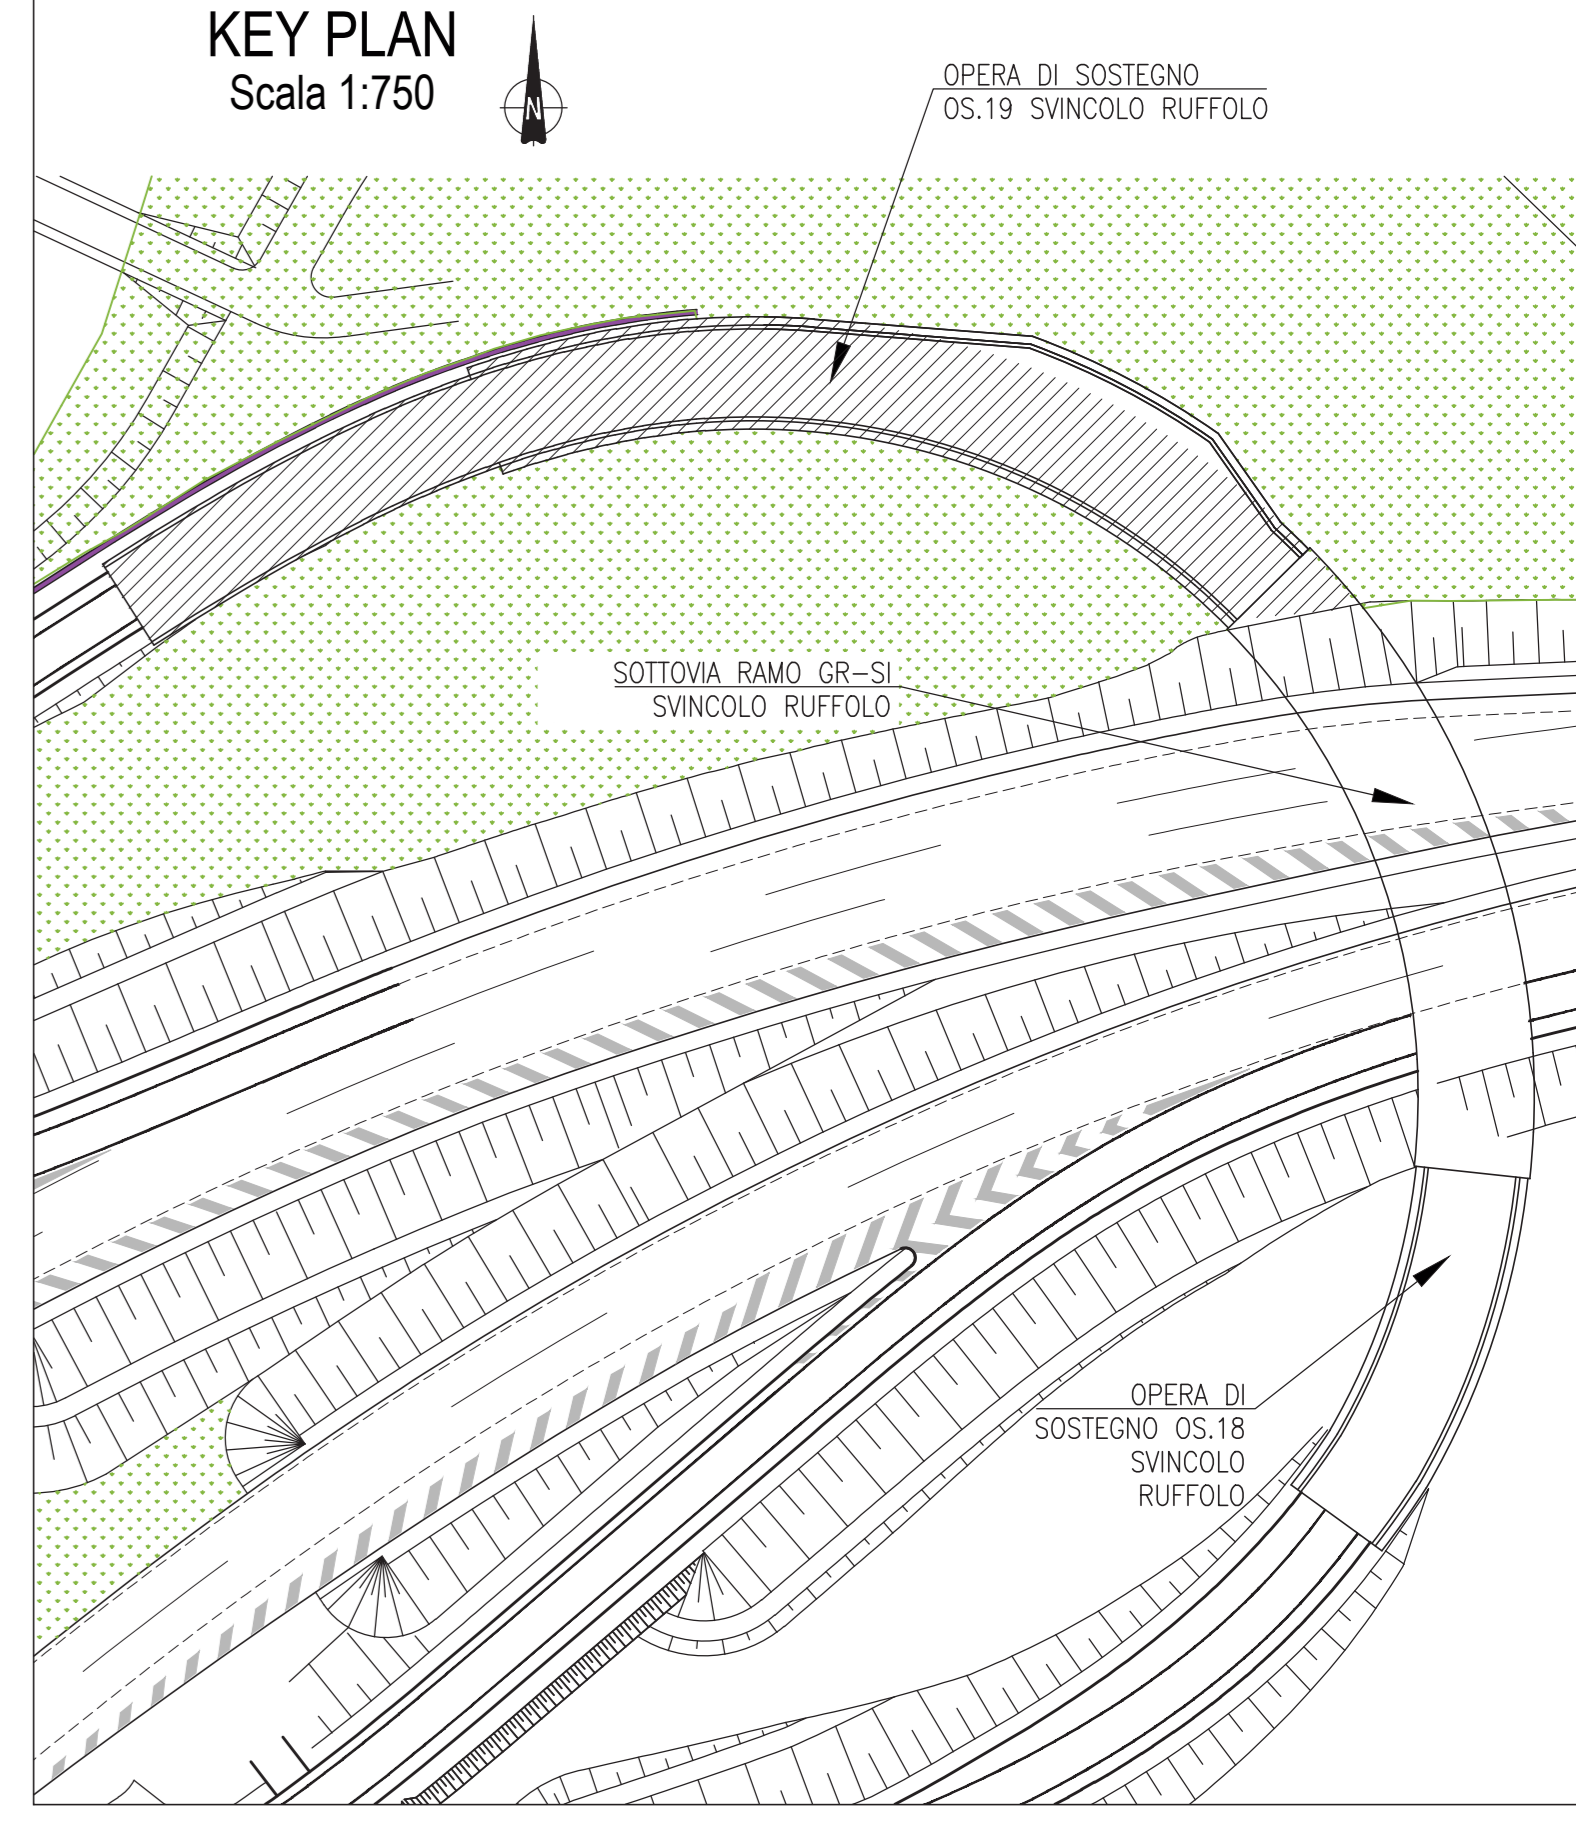 KEY PLAN
Scala 1:750
N
OPERA DI SOSTEGNO
OS.19 SVINCOLO RUFFOLO
SOTTOVIA RAMO GR-SI
SVINCOLO RUFFOLO
OPERA DI
SOSTEGNO OS.18
SVINCOLO
RUFFOLO